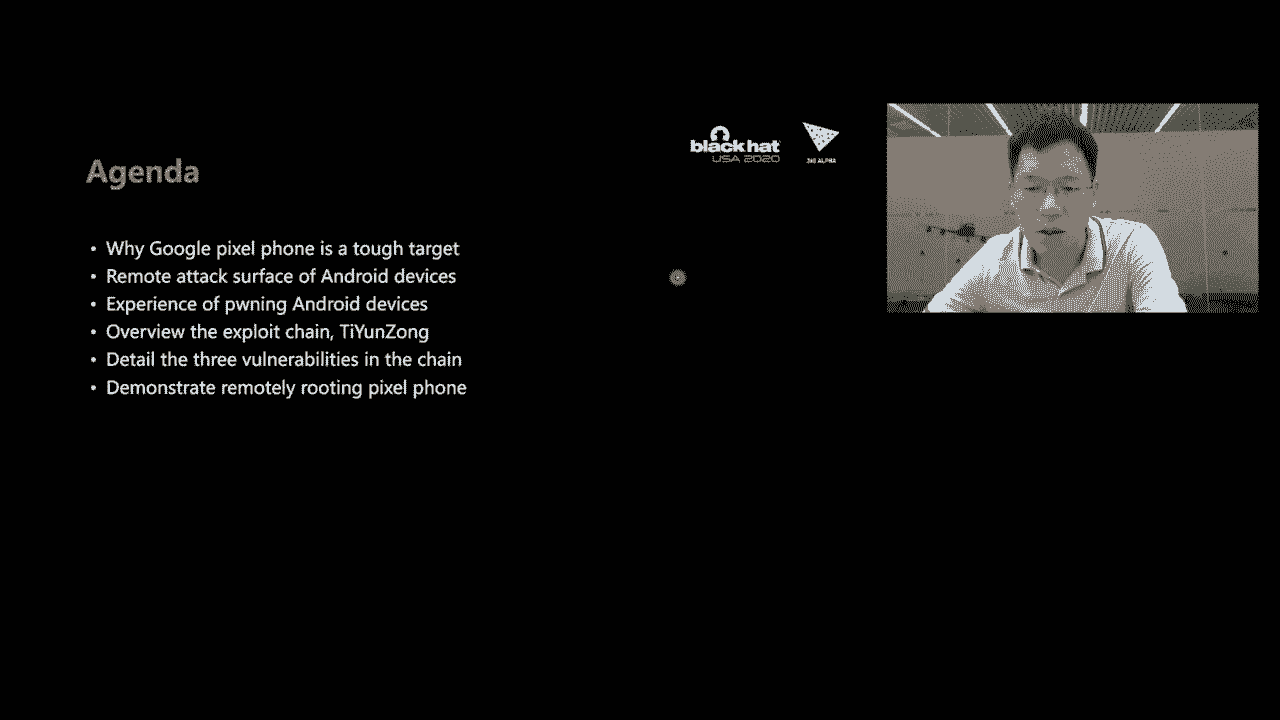 black hat
USA 2020
360 ALPHA
Agenda
• Why Google pixel phone is a tough target
• Remote attack surface of Android devices
• Experience of pwning Android devices
• Overview the exploit chain, TiYunZong
• Detail the three vulnerabilities in the chain
• Demonstrate remotely rooting pixel phone